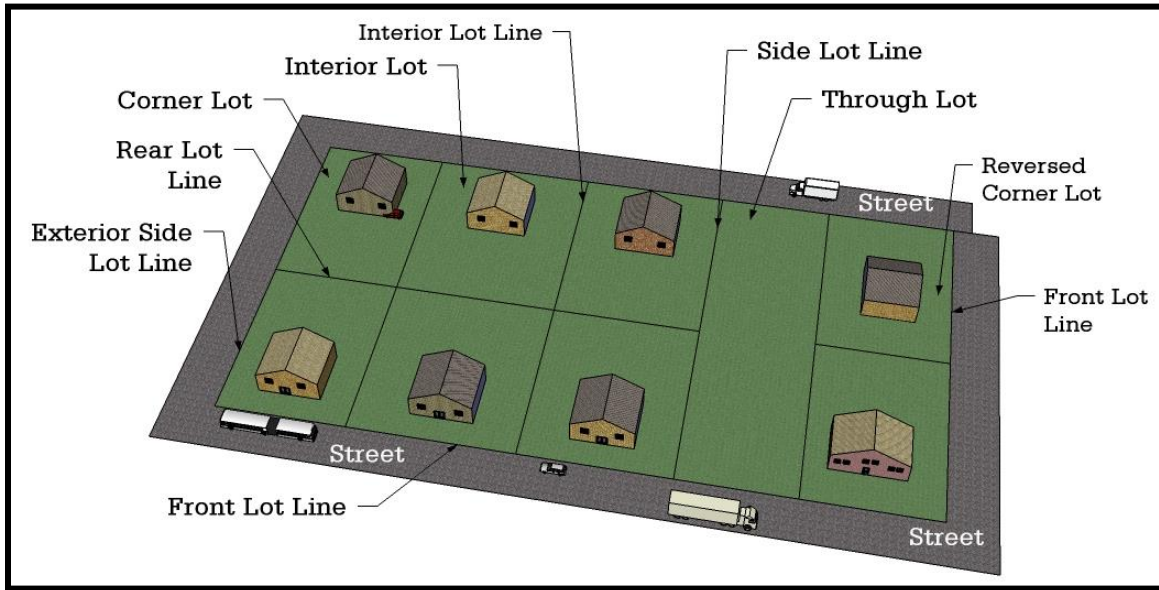 Interior Lot Line
Interior Lot
Side Lot Line
Corner Lot
Through Lot
Rear Lot
Line
Reversed
Corner Lot
Street
Exterior Side
Lot Line
Front Lot
Line
Street
Front Lot Line
Street